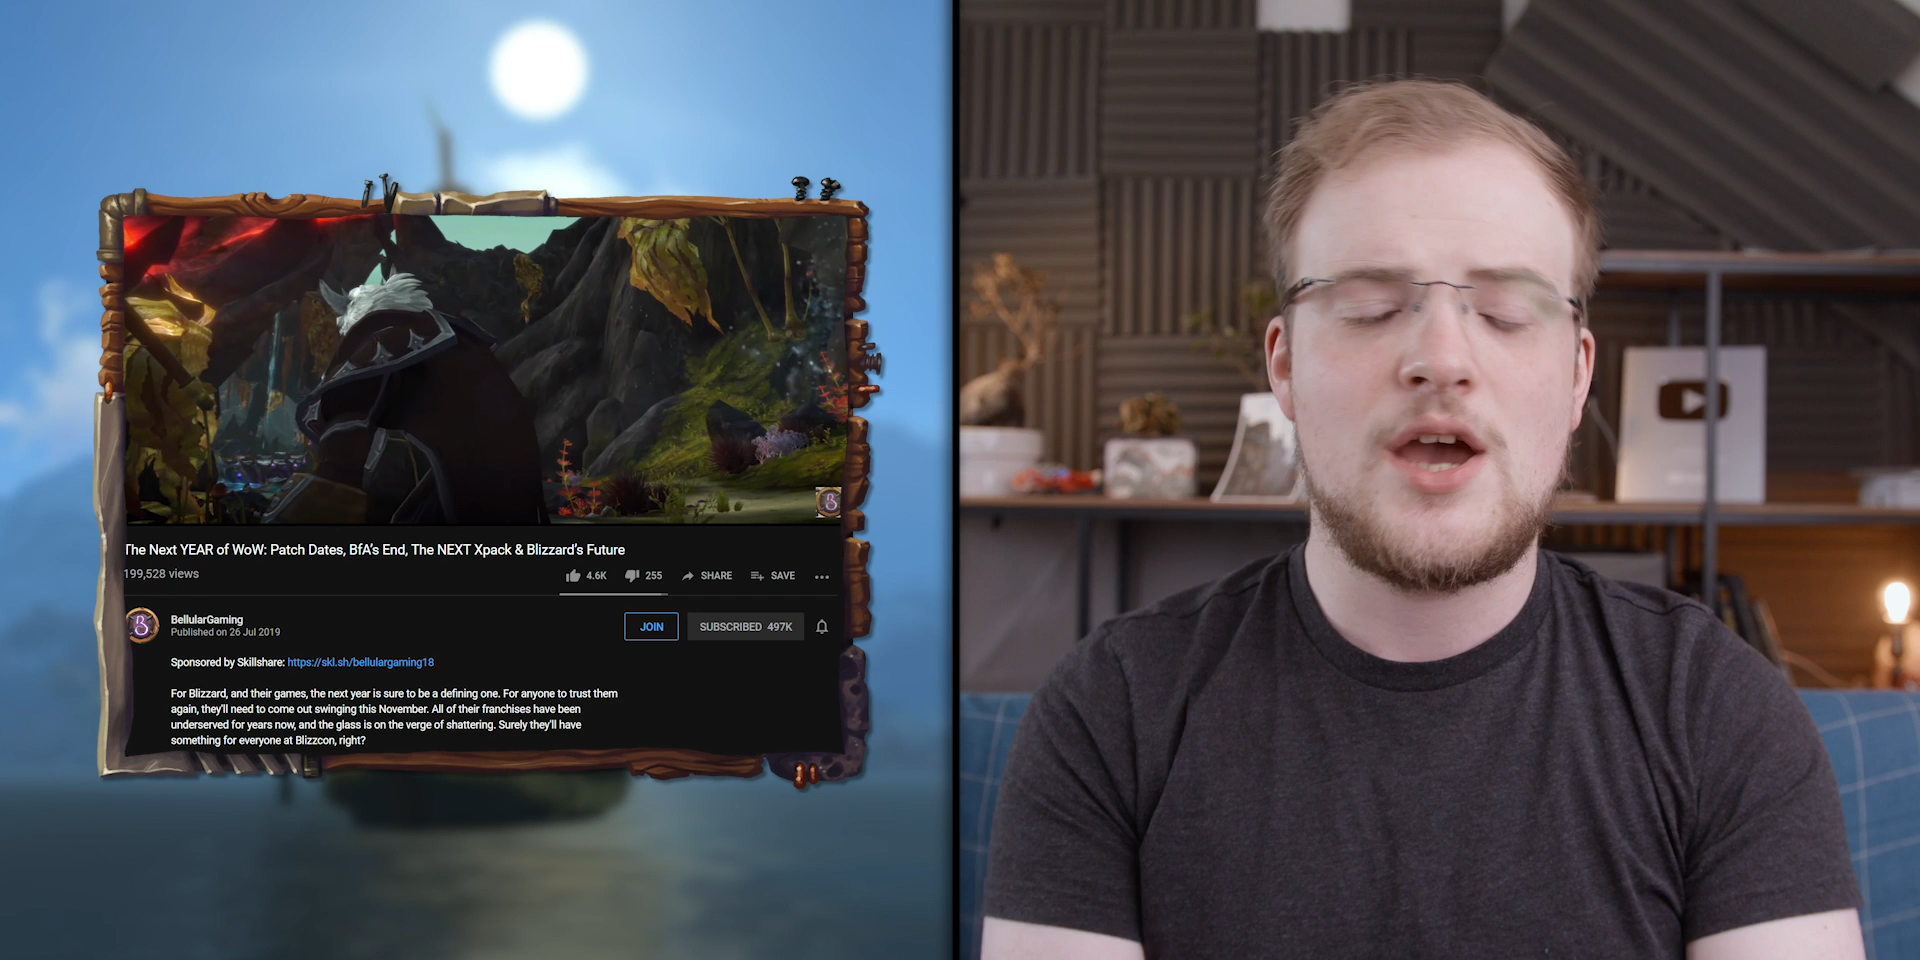 The Next YEAR of WoW: Patch Dates, BfA's End, The NEXT Xpack & Blizzard's Future
199,528 views
4.6K 255 SHARE SAVE
BellularGaming
Published on 26 Jul 2019
JOIN SUBSCRIBED 497K
Sponsored by Skillshare: https://skl.sh/bellulargaming18
For Blizzard, and their games, the next year is sure to be a defining one. For anyone to trust them
again, they'll need to come out swinging this November. All of their franchises have been
underserved for years now, and the glass is on the verge of shattering. Surely they'll have
something for everyone at Blizzcon, right?